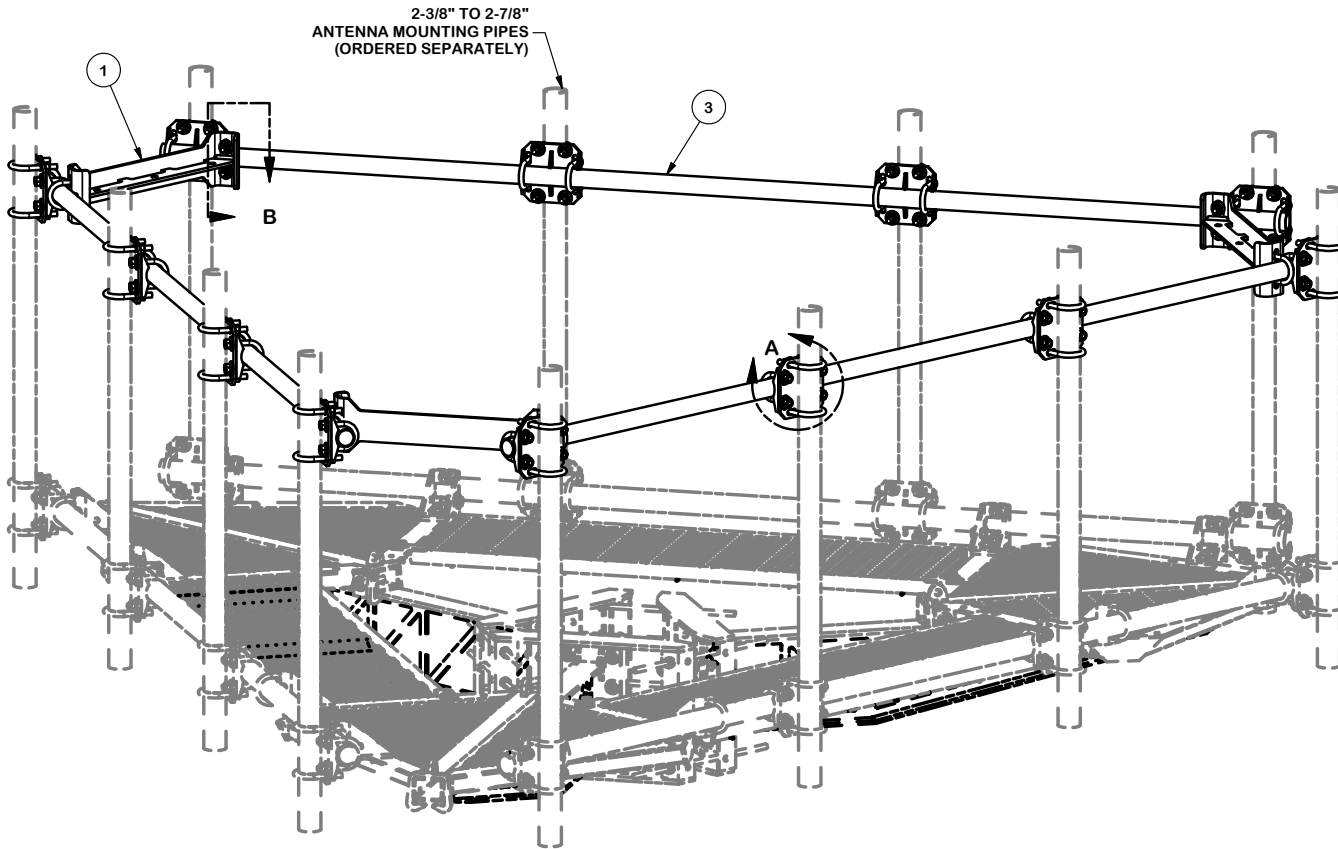 2-3/8" TO 2-7/8"
ANTENNA MOUNTING PIPES
(ORDERED SEPARATELY)
1
3
B
A